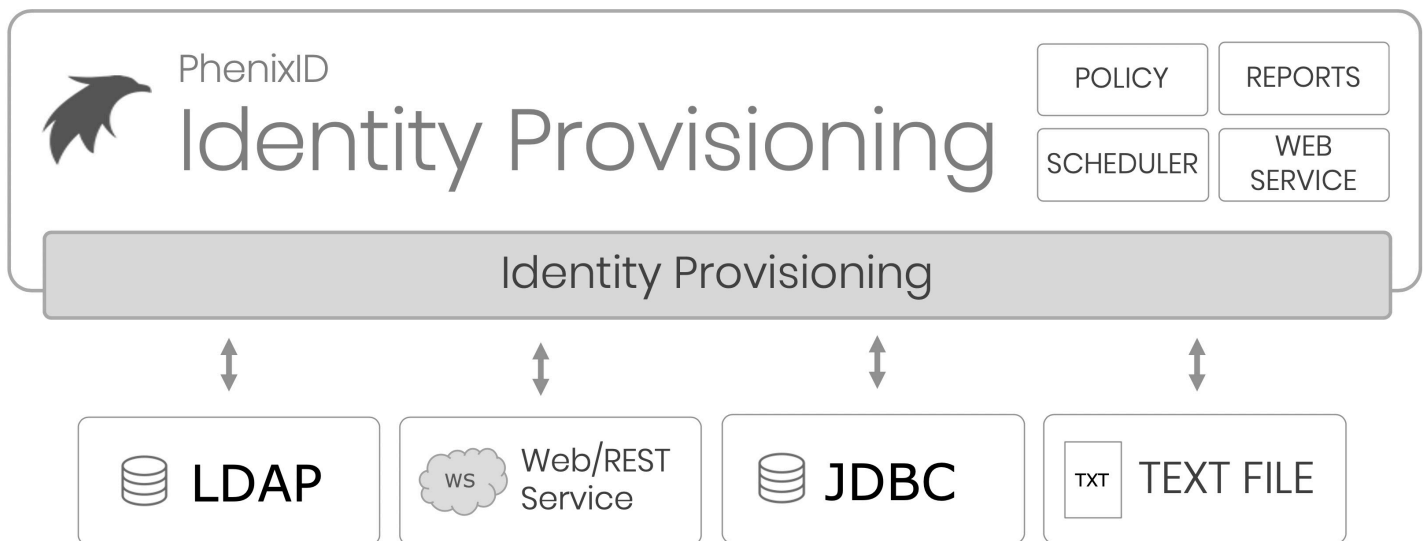 PhenixID
Identity Provisioning
POLICY
REPORTS
SCHEDULER
WEB
SERVICE
Identity Provisioning
LDAP
WS
Web/REST
Service
JDBC
TXT
TEXT FILE